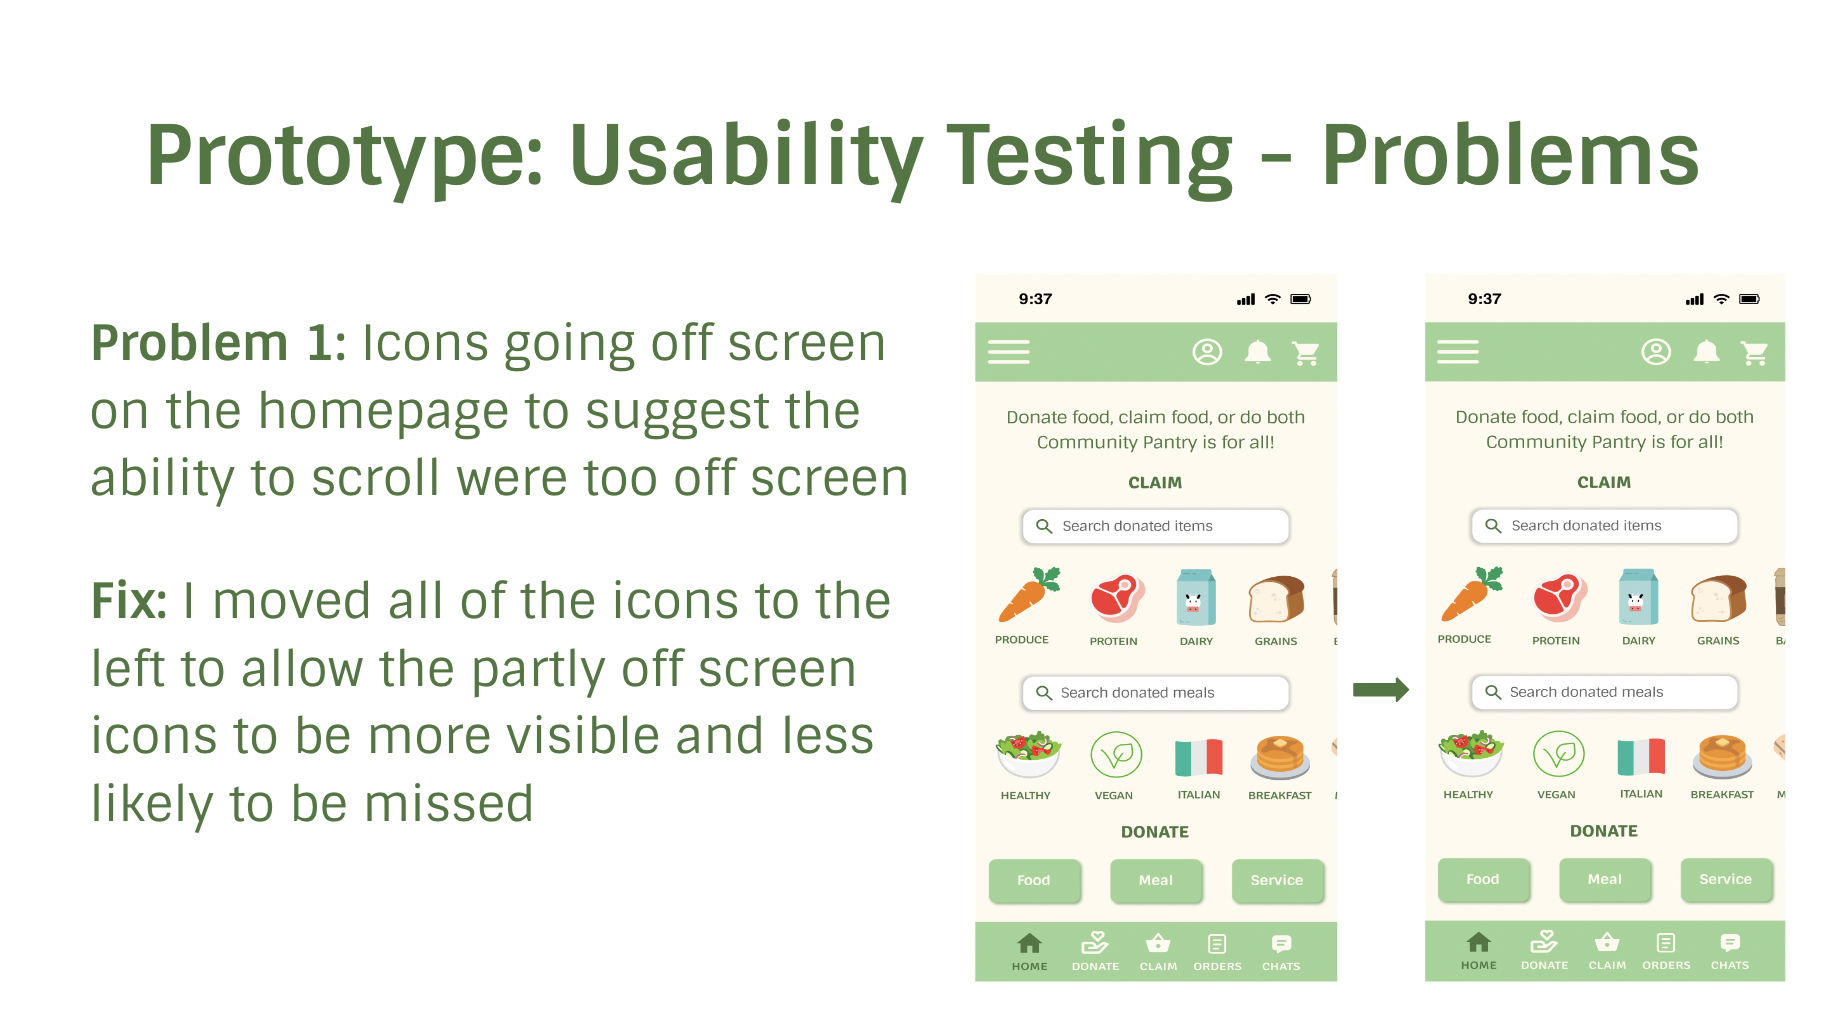 Prototype: Usability Testing - Problems
Problem 1: Icons going off screen
on the homepage to suggest the
ability to scroll were too off screen
Fix: I moved all of the icons to the
left to allow the partly off screen
icons to be more visible and less
likely to be missed
9:37
Donate food, claim food, or do both
Community Pantry is for all!
CLAIM
Search donated items
PRODUCE PROTEIN DAIRY GRAINS
Search donated meals
HEALTHY VEGAN ITALIAN BREAKFAST
DONATE
Food Meal Service
HOME DONATE CLAIM ORDERS CHATS
9:37
Donate food, claim food, or do both
Community Pantry is for all!
CLAIM
Search donated items
PRODUCE PROTEIN DAIRY GRAINS BA
Search donated meals
HEALTHY VEGAN ITALIAN BREAKFAST M
DONATE
Food Meal Service
HOME DONATE CLAIM ORDERS CHATS